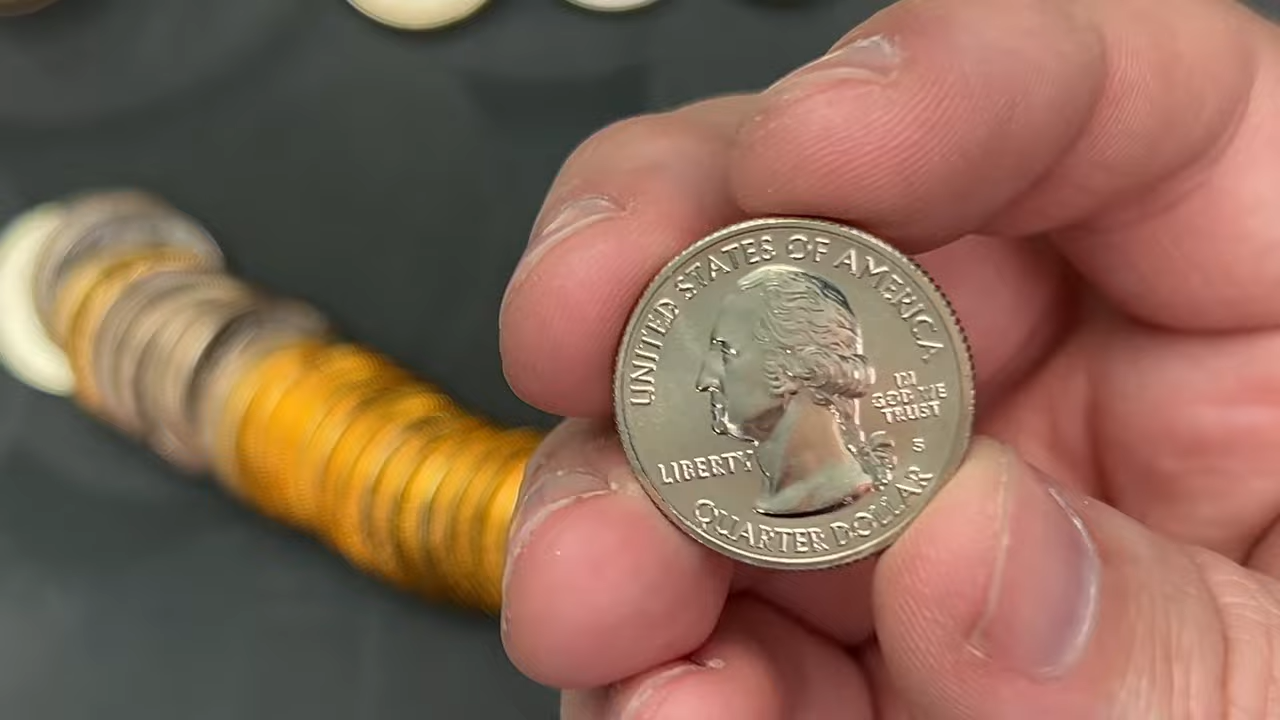 UNITED STATES OF AMERICA
IN
GOD WE
TRUST
S
LIBERTY
QUARTER DOLLAR